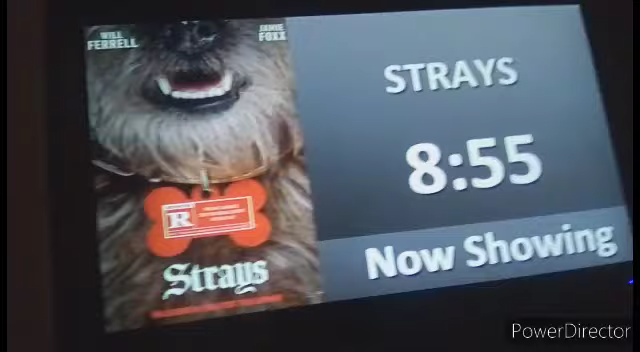 WILL
FERRELL
JAMIE
FOXX
R
Strays
STRAYS
8:55
Now Showing
PowerDirector